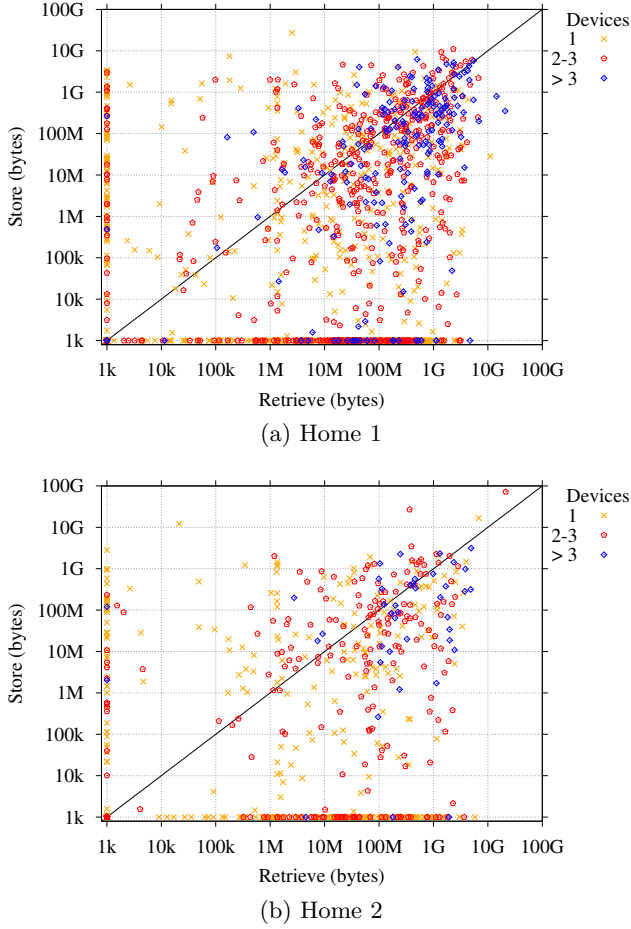 100G
10G
1G
100M
10M
1M
100k
10k
1k
Store (bytes)
1k 10k 100k 1M 10M 100M 1G 10G 100G
Retrieve (bytes)
Devices
1
2-3
> 3
(a) Home 1
100G
10G
1G
100M
10M
1M
100k
10k
1k
Store (bytes)
1k 10k 100k 1M 10M 100M 1G 10G 100G
Retrieve (bytes)
Devices
1
2-3
> 3
(b) Home 2